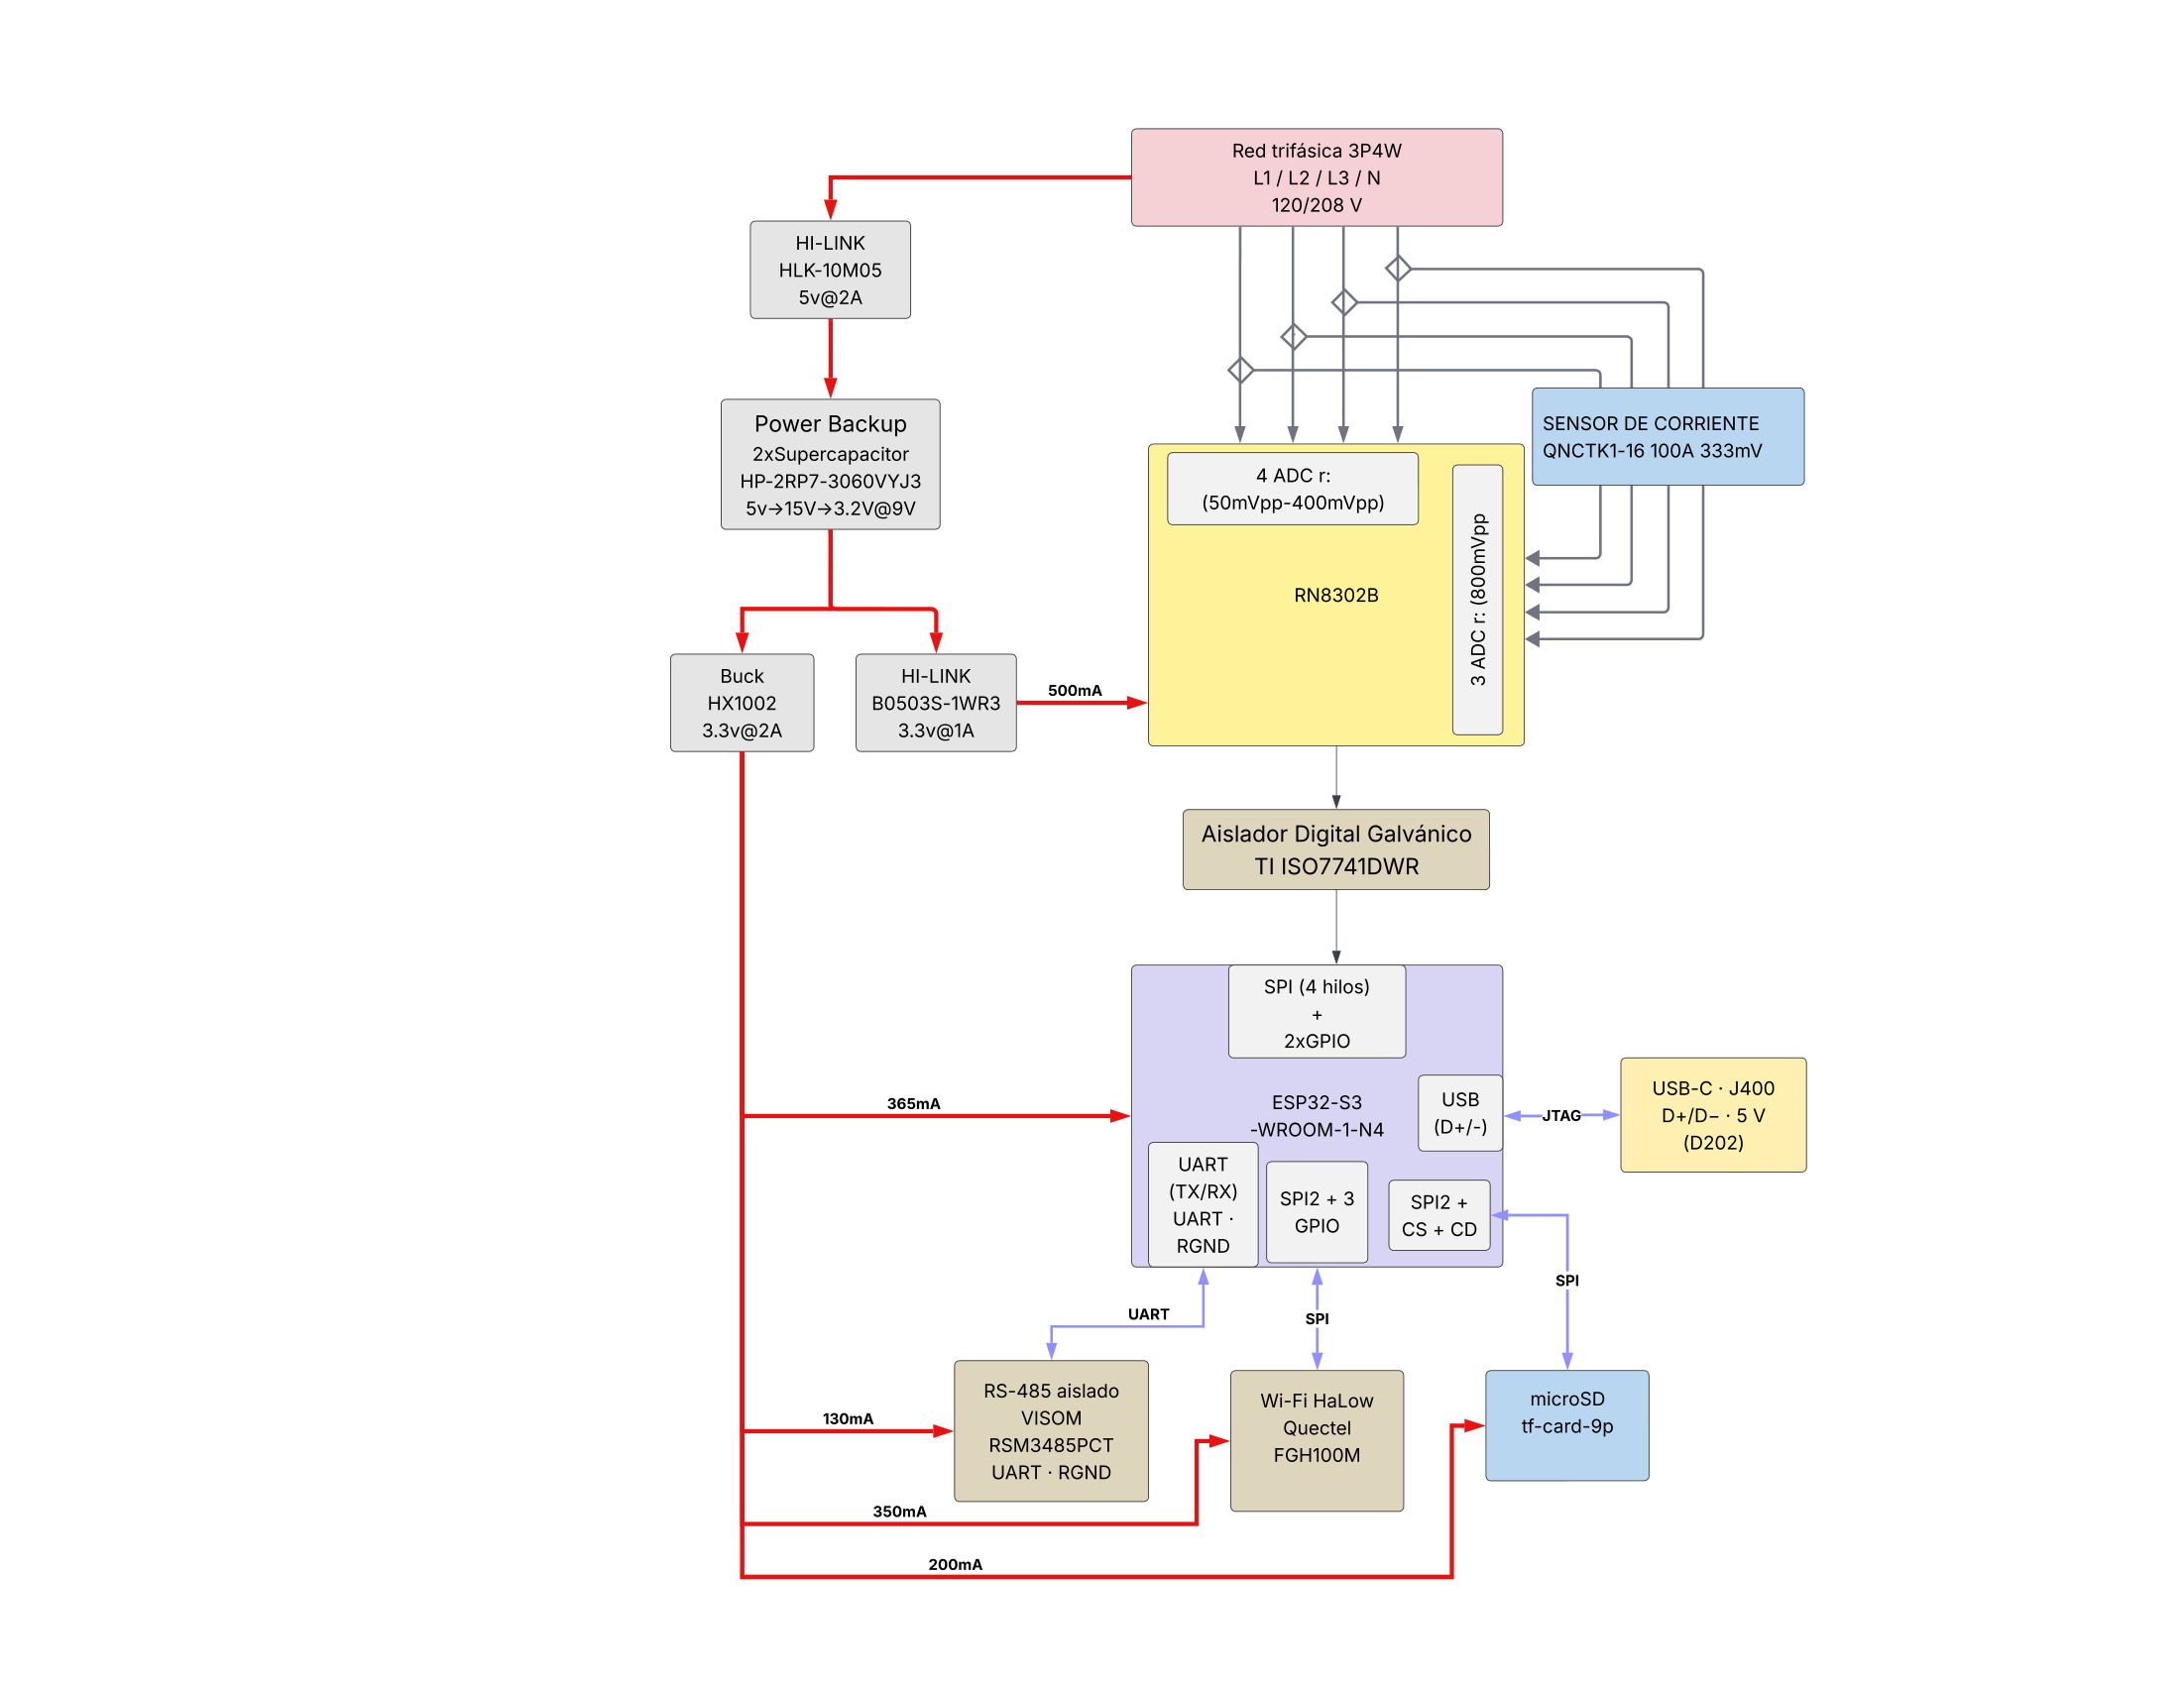 Red trifásica 3P4W
L1 / L2 / L3 / N
120/208 V
HI-LINK
HLK-10M05
5v@2A
Power Backup
2xSupercapacitor
HP-2RP7-3060VYJ3
5v→15V→3.2V@9V
SENSOR DE CORRIENTE
QNCTK1-16 100A 333mV
4 ADC r:
(50mVpp-400mVpp)
3 ADC r: (800mVpp
RN8302B
Buck
HX1002
3.3v@2A
HI-LINK
B0503S-1WR3
3.3v@1A
500mA
Aislador Digital Galvánico
TI ISO7741DWR
SPI (4 hilos)
+
2xGPIO
365mA
ESP32-S3
-WROOM-1-N4
USB
(D+/-)
JTAG
USB-C · J400
D+/D− · 5 V
(D202)
UART
(TX/RX)
UART ·
RGND
SPI2 + 3
GPIO
SPI2 +
CS + CD
UART
SPI
SPI
130mA
RS-485 aislado
VISOM
RSM3485PCT
UART · RGND
Wi-Fi HaLow
Quectel
FGH100M
microSD
tf-card-9p
350mA
200mA